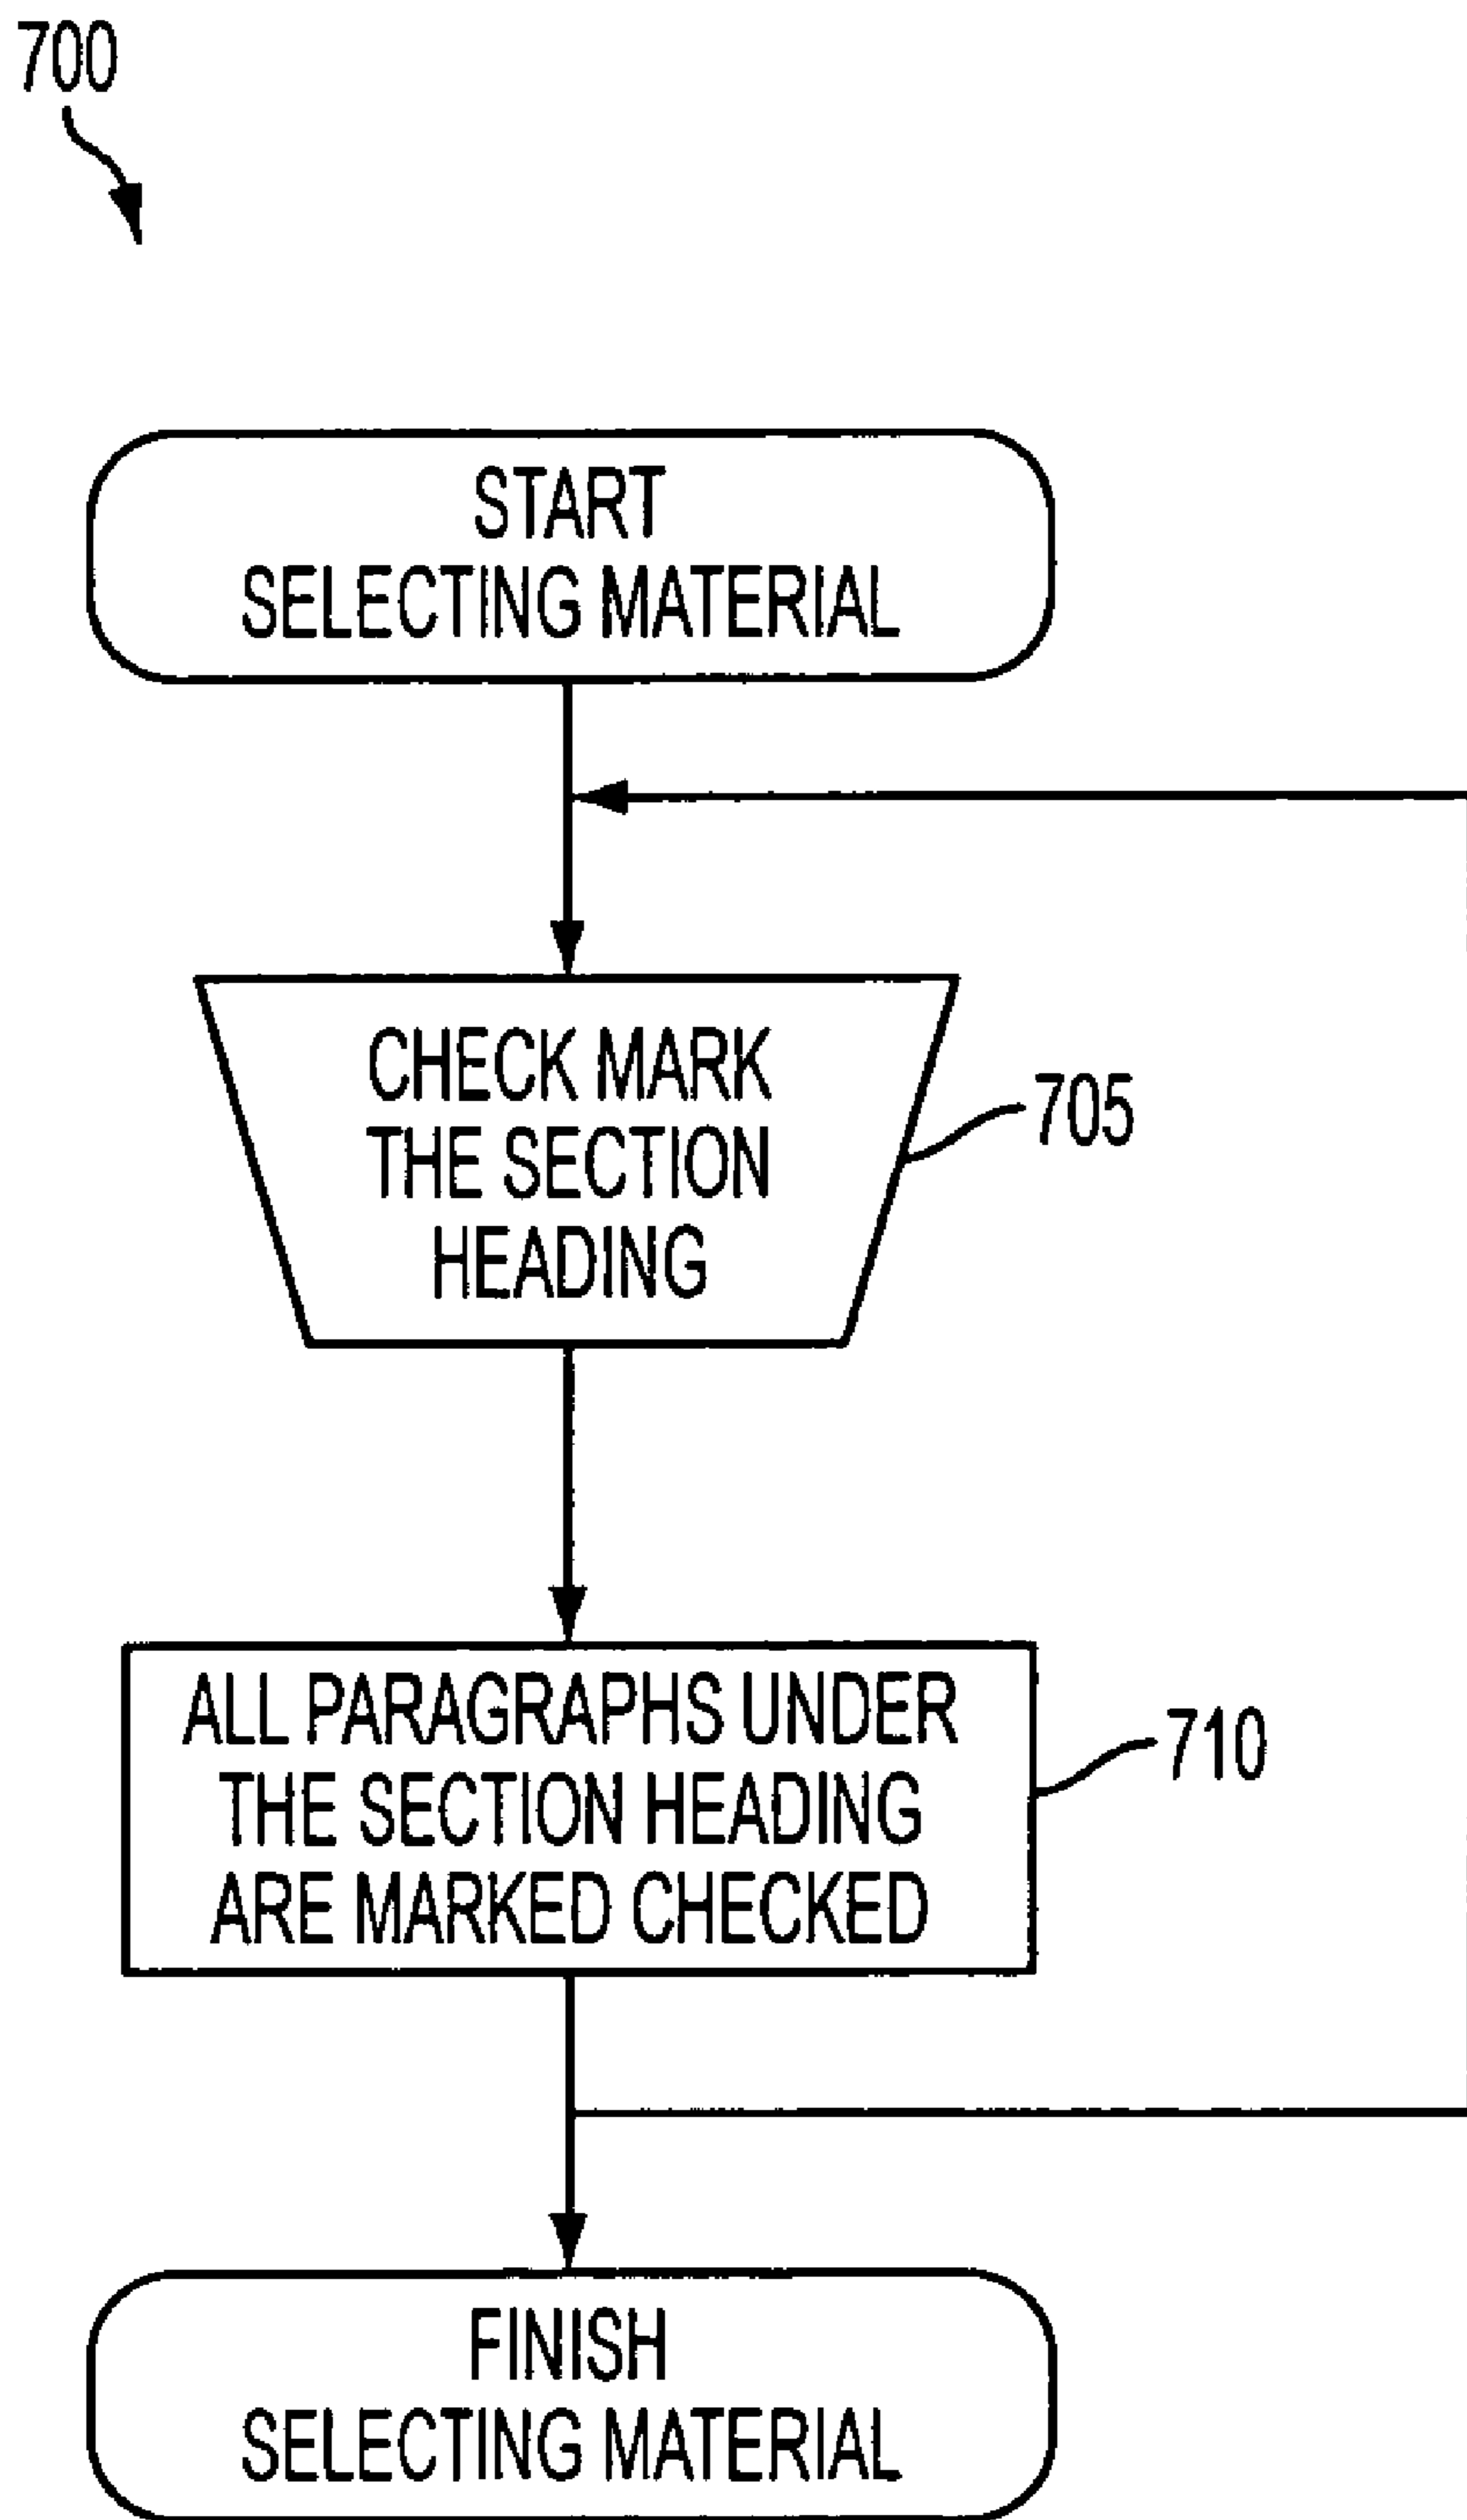 700
START
SELECTING MATERIAL
CHECK MARK
THE SECTION
HEADING
705
ALL PARAGRAPHS UNDER
THE SECTION HEADING
ARE MARKED CHECKED
710
FINISH
SELECTING MATERIAL